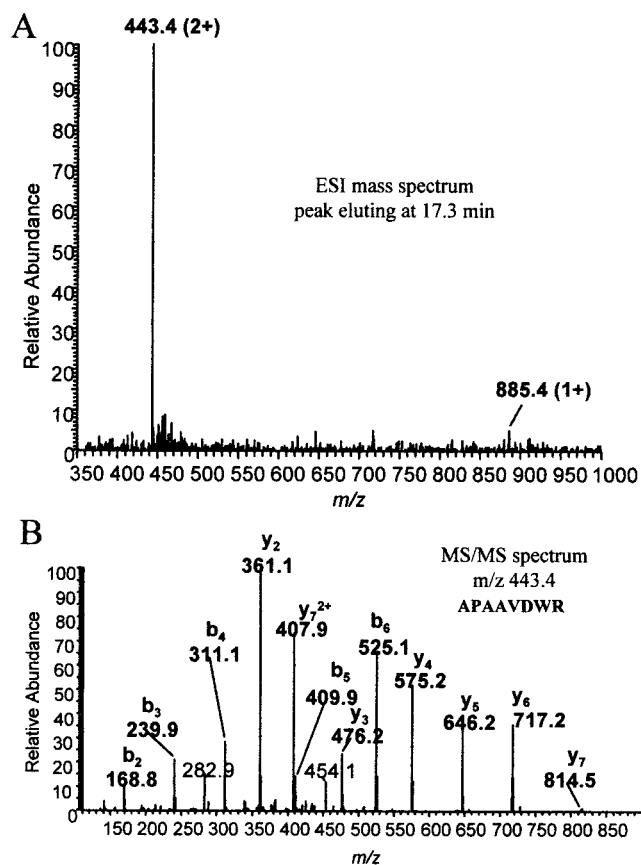 A
443.4 (2+)
100
90
80
70
60
50
40
30
20
10
0
Relative Abundance
ESI mass spectrum
peak eluting at 17.3 min
885.4 (1+)
350 400 450 500 550 600 650 700 750 800 850 900 950 1000
m/z
B
MS/MS spectrum
m/z 443.4
APAAVDWR
100
90
80
70
60
50
40
30
20
10
0
Relative Abundance
b2
168.8
b3
239.9
282.9
b4
311.1
y2
361.1
y7 2+
407.9
b5
409.9
454.1
y3
476.2
b6
525.1
y4
575.2
y5
646.2
y6
717.2
y7
814.5
150 200 250 300 350 400 450 500 550 600 650 700 750 800 850
m/z